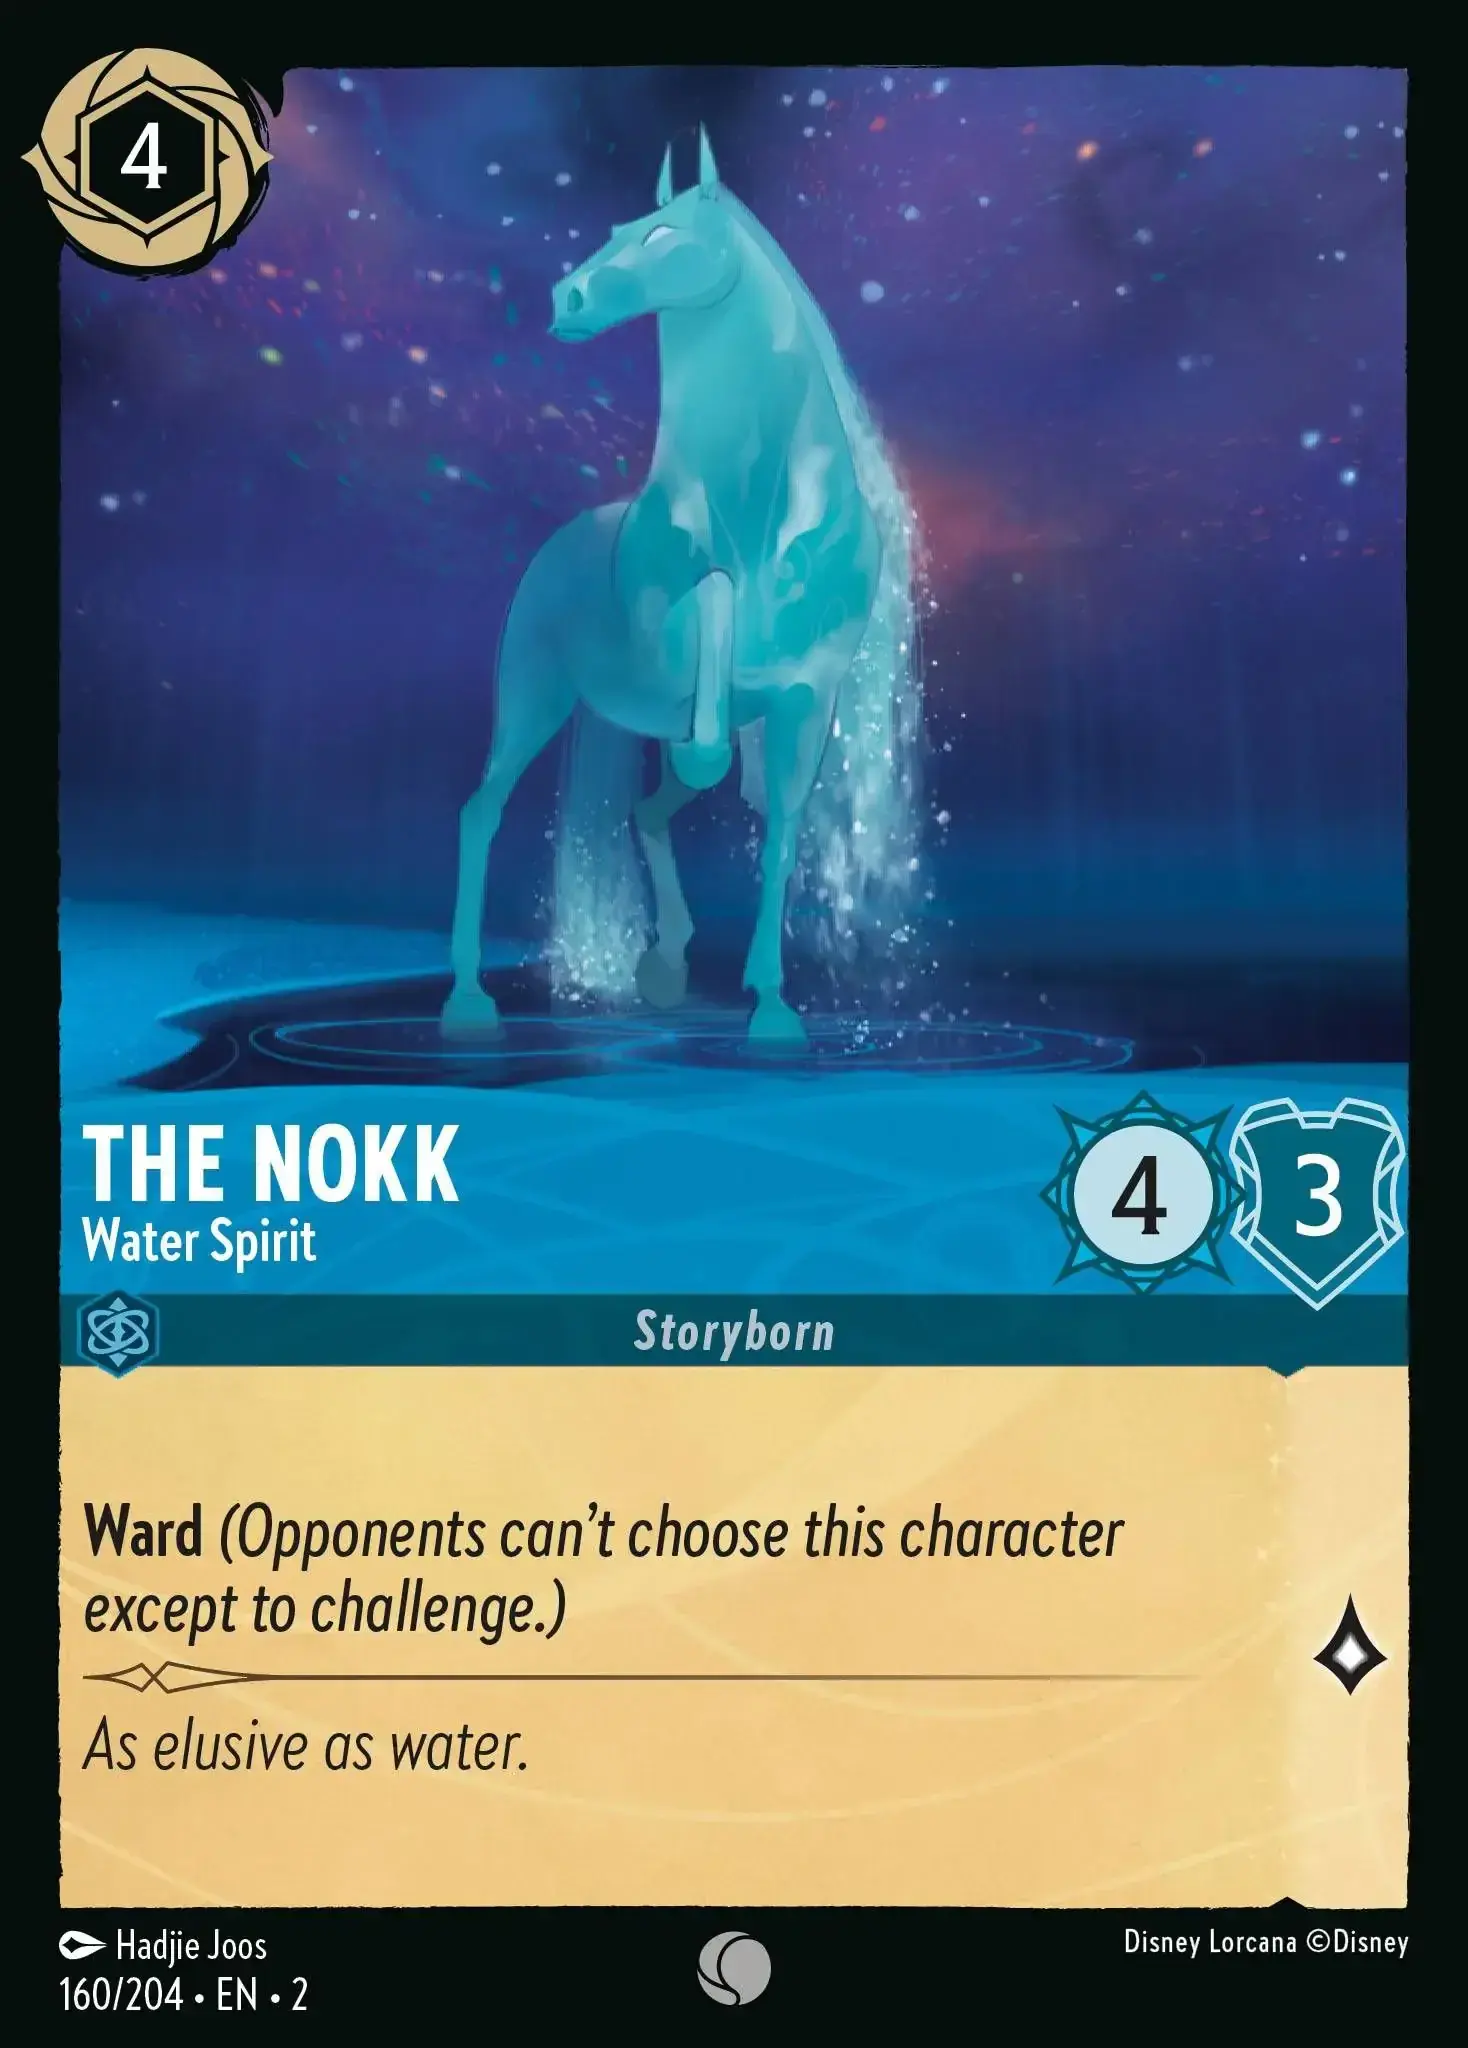 4
THE NOKK
Water Spirit
4
3
Storyborn
Ward (Opponents can’t choose this character
except to challenge.)
As elusive as water.
Hadjie Joos
Disney Lorcana ©Disney
160/204 • EN • 2